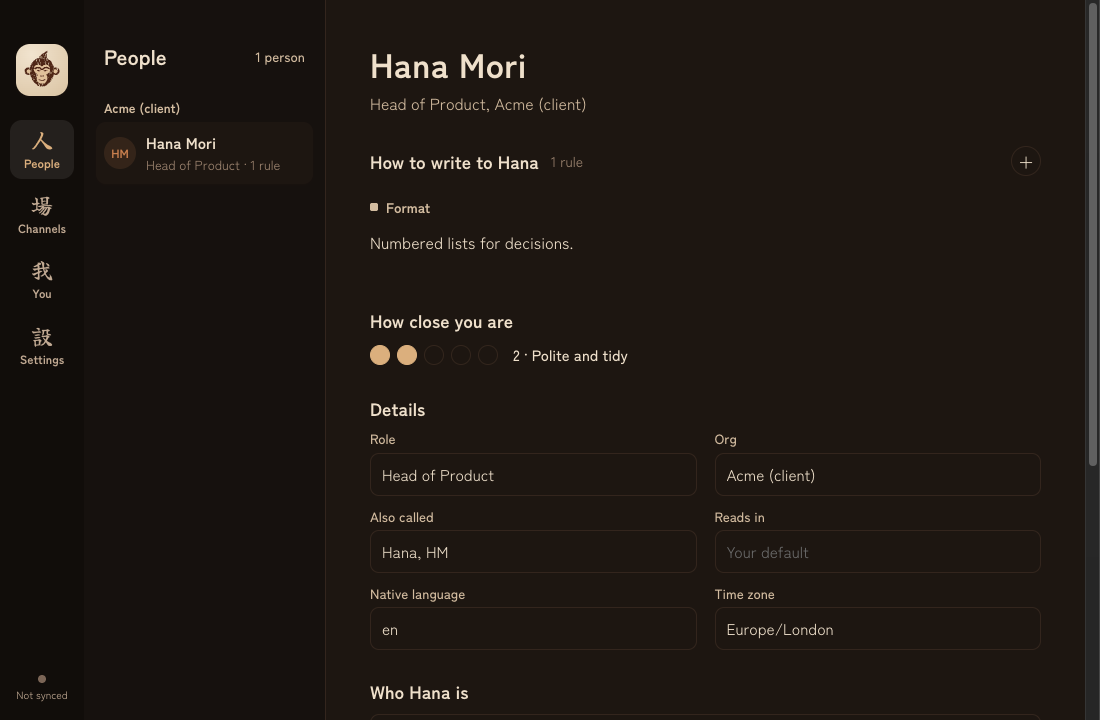 People
1 person
Acme (client)
HM
Hana Mori
Head of Product · 1 rule
人
People
場
Channels
我
You
設
Settings
Not synced
Hana Mori
Head of Product, Acme (client)
How to write to Hana
1 rule
+
Format
Numbered lists for decisions.
How close you are
2 · Polite and tidy
Details
Role
Org
Head of Product
Acme (client)
Also called
Reads in
Hana, HM
Your default
Native language
Time zone
en
Europe/London
Who Hana is